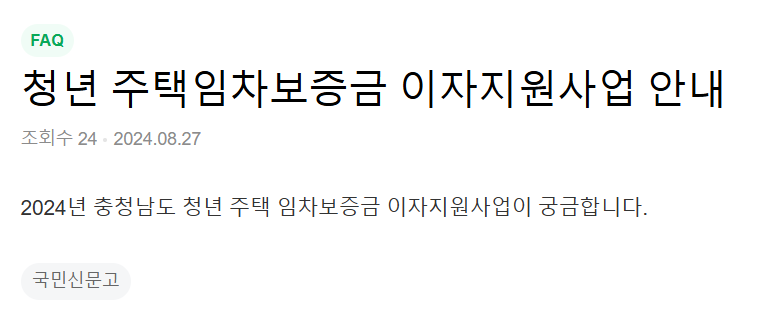 FAQ
청년 주택임차보증금 이자지원사업 안내
조회수 24 2024.08.27
2024년 충청남도 청년 주택 임차보증금 이자지원사업이 궁금합니다.
국민신문고